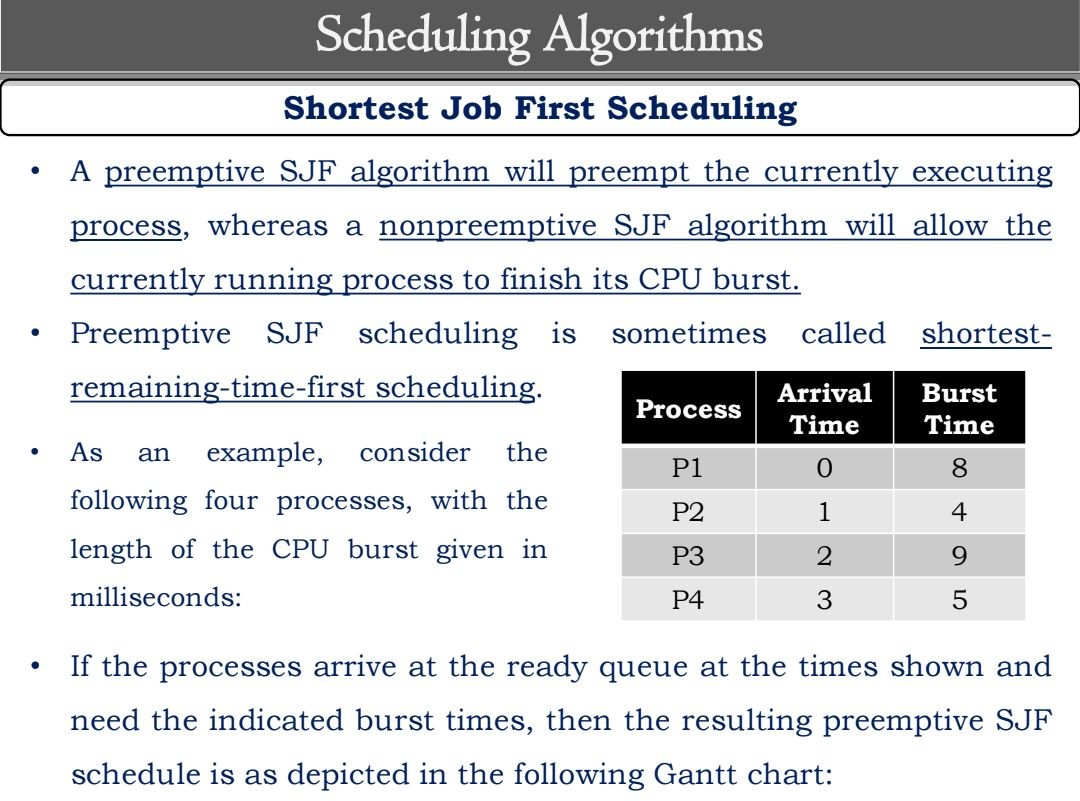 Scheduling Algorithms
Shortest Job First Scheduling
• A preemptive SJF algorithm will preempt the currently executing
process, whereas a nonpreemptive SJF algorithm will allow the
currently running process to finish its CPU burst.
• Preemptive SJF scheduling is sometimes called shortest-
remaining-time-first scheduling.
• As an example, consider the
following four processes, with the
length of the CPU burst given in
milliseconds:
Process Arrival Time Burst Time
P1 0 8
P2 1 4
P3 2 9
P4 3 5
• If the processes arrive at the ready queue at the times shown and
need the indicated burst times, then the resulting preemptive SJF
schedule is as depicted in the following Gantt chart: